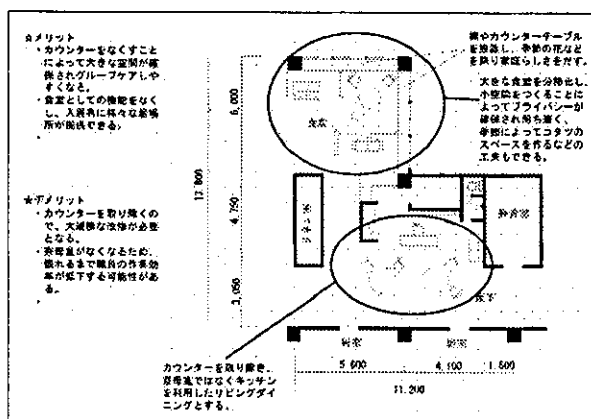 ☆メリット
・カウンターをなくすこと
によって大きな空間が確
保されグループケアしや
すくなる。
・食堂としての機能をなく
し、入居者に様々な居場
所が提供できる。
★デメリット
・カウンターを取り除くの
で、大規模な改修が必要
となる。
・寮母室がなくなるため、
慣れるまで職員の作業効
率が低下する可能性があ
る。
棚やカウンターテーブル
を設置し、季節の花など
を飾り家庭らしさをだす。
大きな食堂を分節化し、
小空間をつくることに
よってプライバシーが
確保され落ち着く。
季節によってコタツの
スペースを作るなどの
工夫もできる。
食堂
6,000
4,750
3,050
リネン室
静養室
廊下
居室
居室
5,600
4,100
1,500
11,200
カウンターを取り除き、
寮母室ではなくキッチン
を利用したリビングダイ
ニングとする。